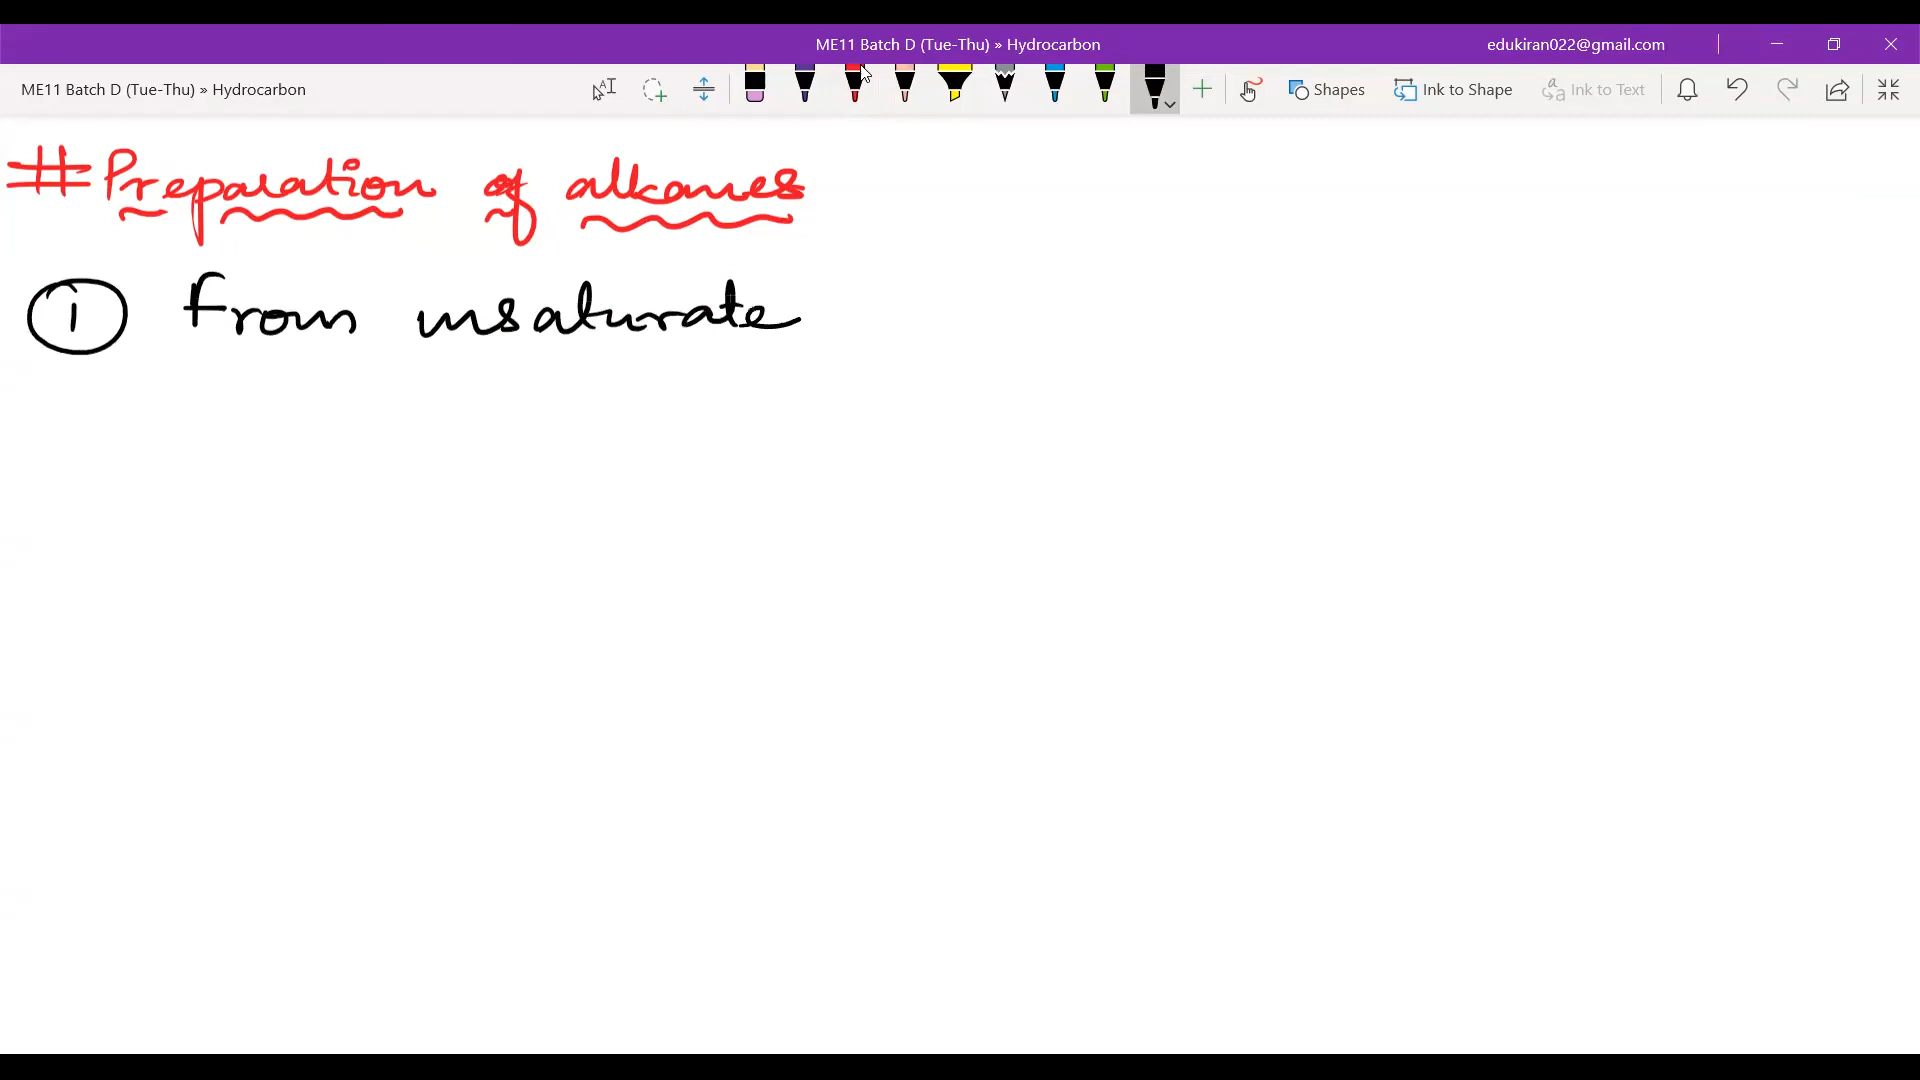 ME11 Batch D (Tue-Thu) » Hydrocarbon
edukiran022@gmail.com
ME11 Batch D (Tue-Thu) » Hydrocarbon
Shapes
Ink to Shape
Ink to Text
# Preparation of alkanes
1 From unsaturate